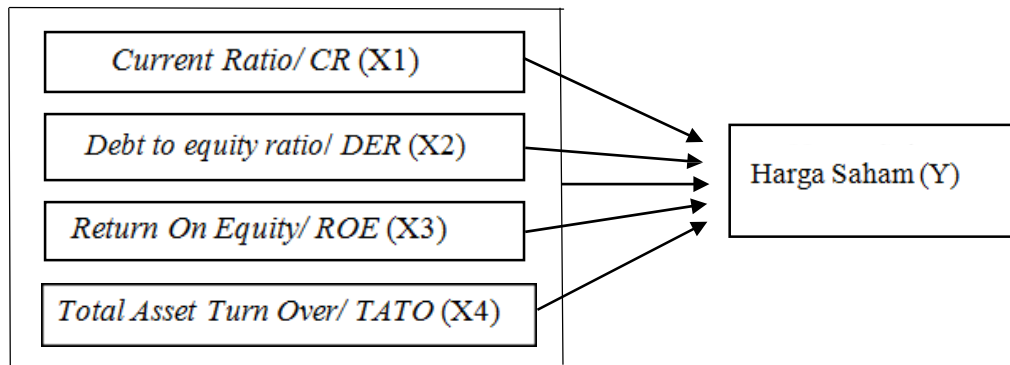 Current Ratio/ CR (X1)
Debt to equity ratio/ DER (X2)
Harga Saham (Y)
Return On Equity/ ROE (X3)
Total Asset Turn Over/ TATO (X4)